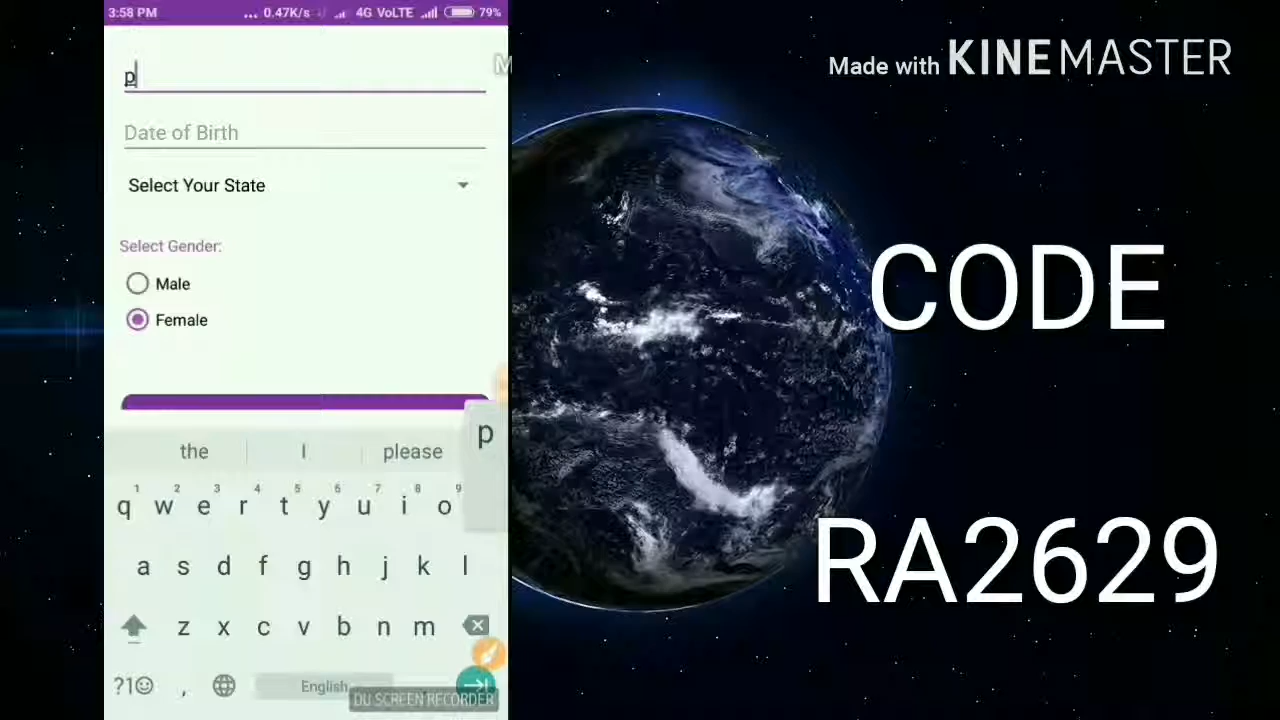 3:58 PM ... 0.47K/s 4G VoLTE 79%
Made with KINEMASTER
p
M
Date of Birth
Select Your State
Select Gender:
Male
Female
CODE
p
the I please
1 2 3 4 5 6 7 8 9
q w e r t y u i o
a s d f g h j k l
RA2629
z x c v b n m
?1☺ , English
DU SCREEN RECORDER